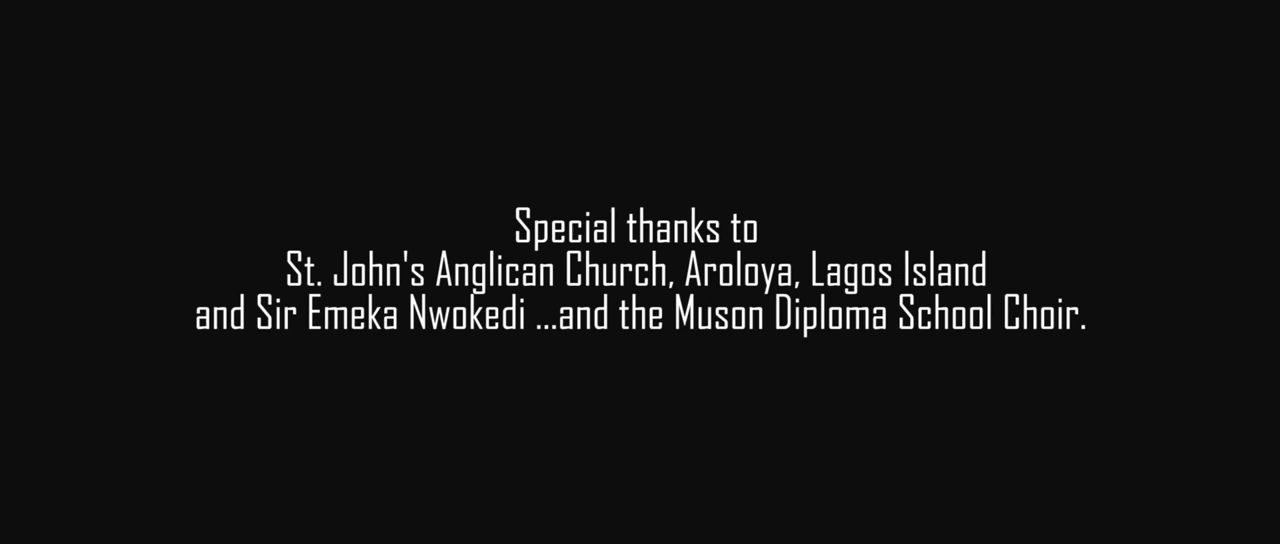 Special thanks to
St. John's Anglican Church, Aroloya, Lagos Island
and Sir Emeka Nwokedi ...and the Muson Diploma School Choir.